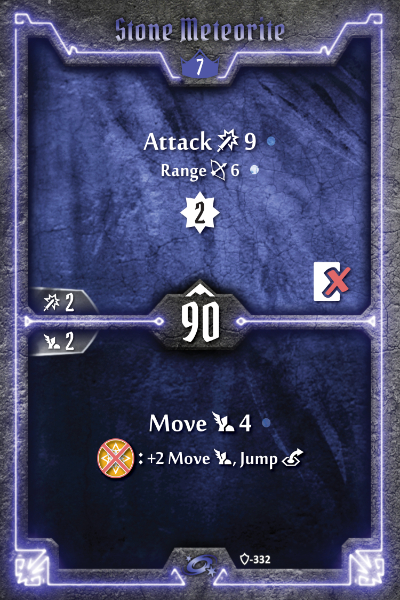 Stone Meteorite
7
Attack 9
Range 6
2
2
90
2
Move 4
: +2 Move , Jump
-332